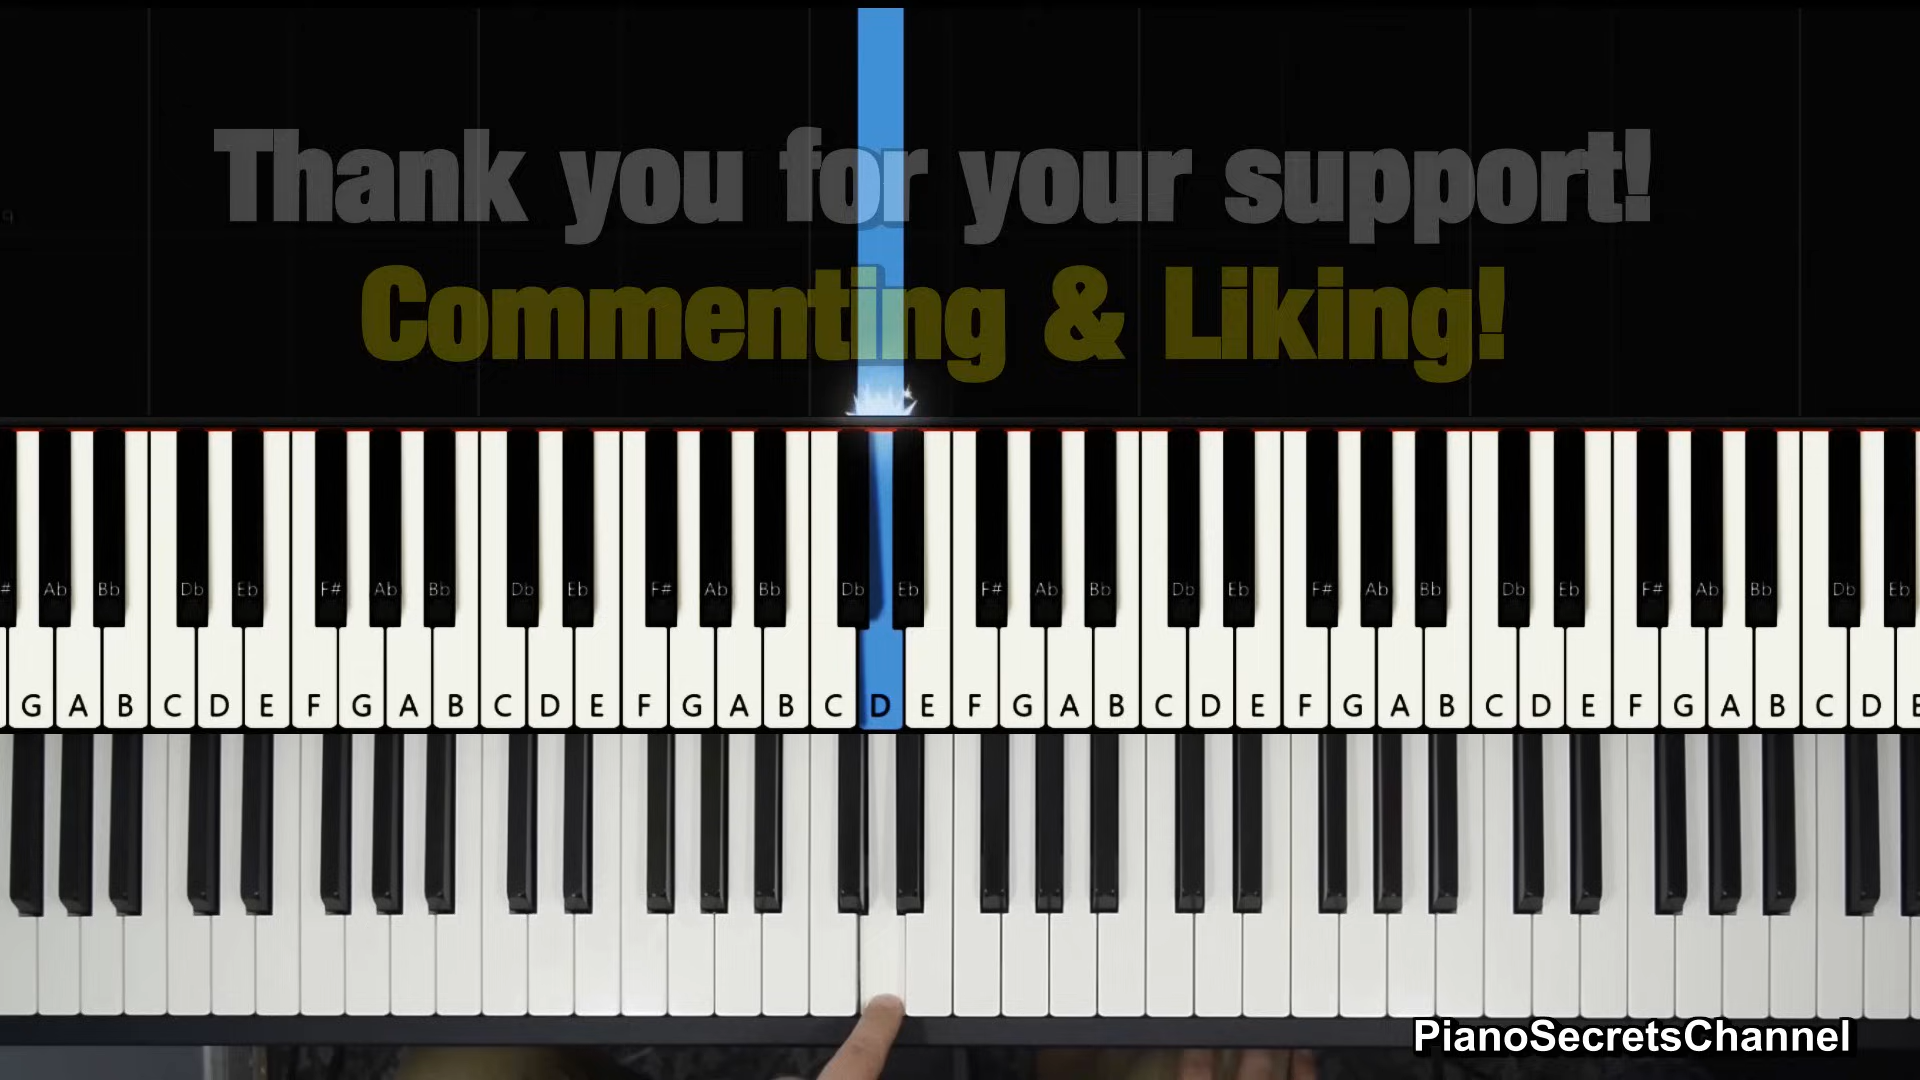 Thank you for your support!
Commenting & Liking!
# Ab Bb Db Eb F# Ab Bb Db Eb F# Ab Bb Db Eb F# Ab Bb Db Eb F# Ab Bb Db Eb F# Ab Bb Db Eb
G A B C D E F G A B C D E F G A B C D E F G A B C D E F G A B C D E F G A B C D E
PianoSecretsChannel